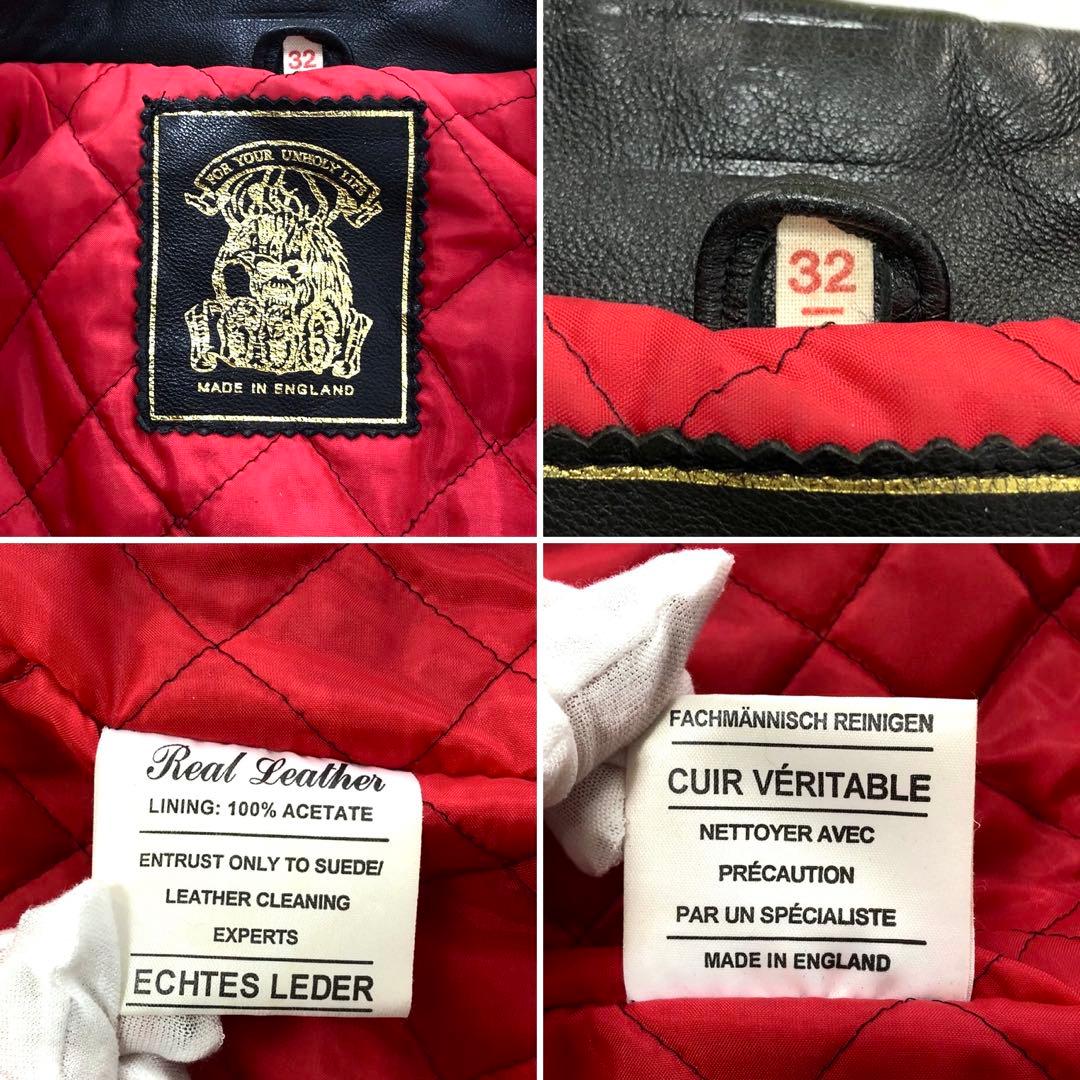 32
FOR YOUR UNHOLY LIFE
MADE IN ENGLAND
32
Real Leather
LINING: 100% ACETATE
ENTRUST ONLY TO SUEDE/
LEATHER CLEANING
EXPERTS
ECHTES LEDER
FACHMÄNNISCH REINIGEN
CUIR VÉRITABLE
NETTOYER AVEC
PRÉCAUTION
PAR UN SPÉCIALISTE
MADE IN ENGLAND